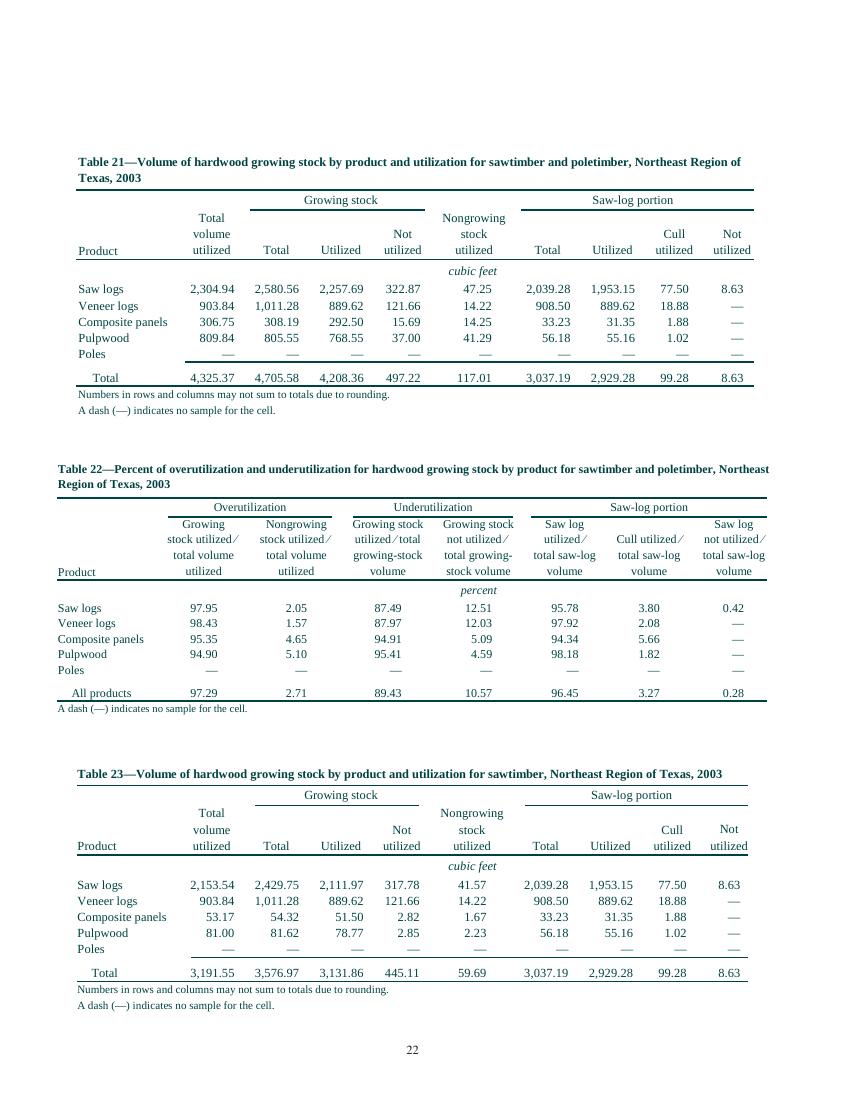 Table 21—Volume of hardwood growing stock by product and utilization for sawtimber and poletimber, Northeast Region of
Texas, 2003
Growing stock Saw-log portion
Total Nongrowing
volume Not stock Cull Not
Product utilized Total Utilized utilized utilized Total Utilized utilized utilized
cubic feet
Saw logs 2,304.94 2,580.56 2,257.69 322.87 47.25 2,039.28 1,953.15 77.50 8.63
Veneer logs 903.84 1,011.28 889.62 121.66 14.22 908.50 889.62 18.88 —
Composite panels 306.75 308.19 292.50 15.69 14.25 33.23 31.35 1.88 —
Pulpwood 809.84 805.55 768.55 37.00 41.29 56.18 55.16 1.02 —
Poles — — — — — — — — —
Total 4,325.37 4,705.58 4,208.36 497.22 117.01 3,037.19 2,929.28 99.28 8.63
Numbers in rows and columns may not sum to totals due to rounding.
A dash (—) indicates no sample for the cell.
Table 22—Percent of overutilization and underutilization for hardwood growing stock by product for sawtimber and poletimber, Northeast
Region of Texas, 2003
Overutilization Underutilization Saw-log portion
Growing Nongrowing Growing stock Growing stock Saw log Saw log
stock utilized/ stock utilized/ utilized/total not utilized/ utilized/ Cull utilized/ not utilized/
total volume total volume growing-stock total growing- total saw-log total saw-log total saw-log
Product utilized utilized volume stock volume volume volume volume
percent
Saw logs 97.95 2.05 87.49 12.51 95.78 3.80 0.42
Veneer logs 98.43 1.57 87.97 12.03 97.92 2.08 —
Composite panels 95.35 4.65 94.91 5.09 94.34 5.66 —
Pulpwood 94.90 5.10 95.41 4.59 98.18 1.82 —
Poles — — — — — — —
All products 97.29 2.71 89.43 10.57 96.45 3.27 0.28
A dash (—) indicates no sample for the cell.
Table 23—Volume of hardwood growing stock by product and utilization for sawtimber, Northeast Region of Texas, 2003
Growing stock Saw-log portion
Total Nongrowing
volume Not stock Cull Not
Product utilized Total Utilized utilized utilized Total Utilized utilized utilized
cubic feet
Saw logs 2,153.54 2,429.75 2,111.97 317.78 41.57 2,039.28 1,953.15 77.50 8.63
Veneer logs 903.84 1,011.28 889.62 121.66 14.22 908.50 889.62 18.88 —
Composite panels 53.17 54.32 51.50 2.82 1.67 33.23 31.35 1.88 —
Pulpwood 81.00 81.62 78.77 2.85 2.23 56.18 55.16 1.02 —
Poles — — — — — — — — —
Total 3,191.55 3,576.97 3,131.86 445.11 59.69 3,037.19 2,929.28 99.28 8.63
Numbers in rows and columns may not sum to totals due to rounding.
A dash (—) indicates no sample for the cell.
22